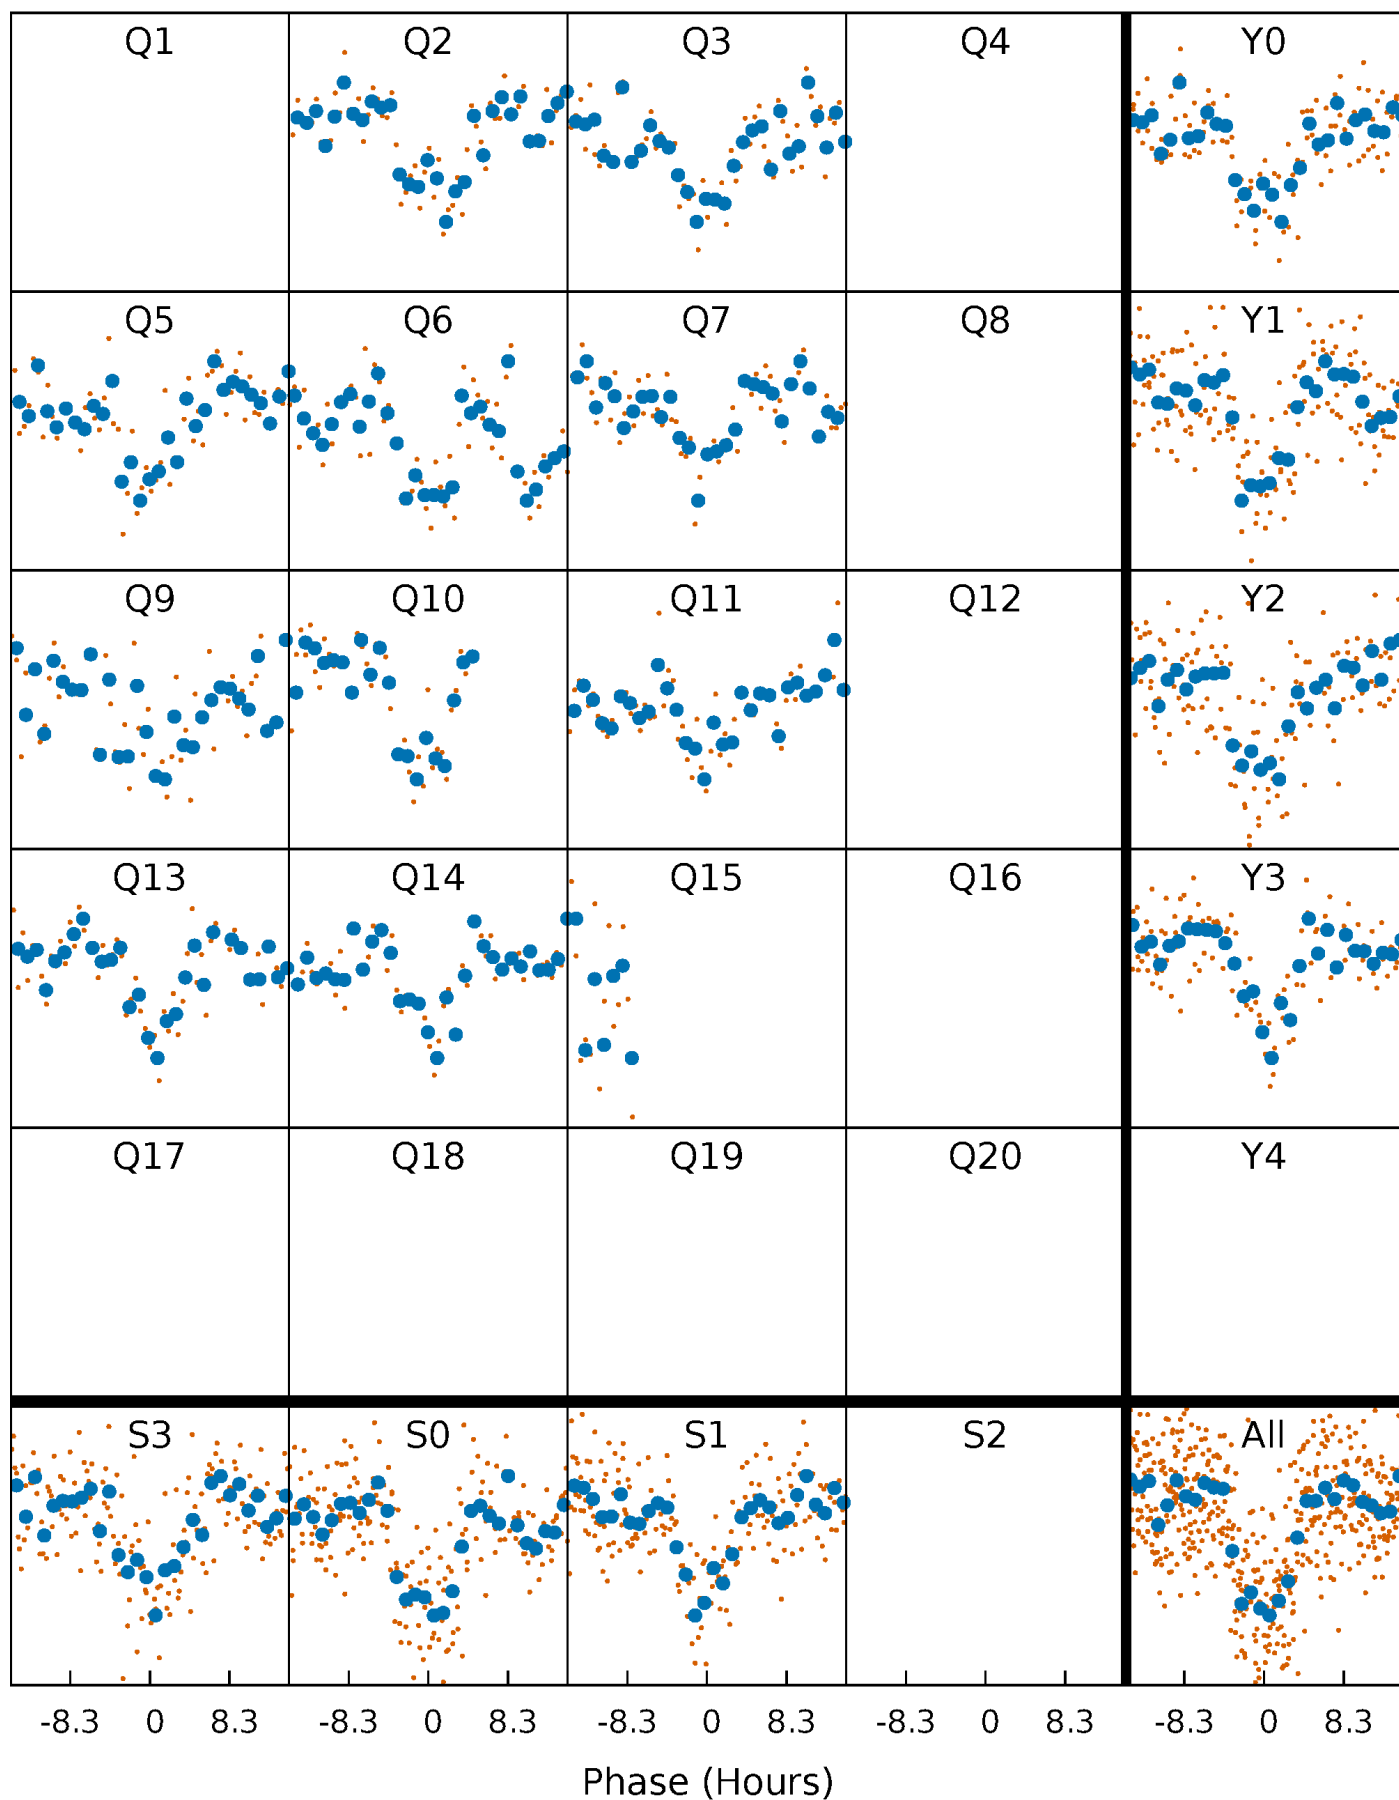 Q1 Q2 Q3 Q4 Y0
Q5 Q6 Q7 Q8 Y1
Q9 Q10 Q11 Q12 Y2
Q13 Q14 Q15 Q16 Y3
Q17 Q18 Q19 Q20 Y4
S3 S0 S1 S2 All
-8.3 0 8.3 -8.3 0 8.3 -8.3 0 8.3 -8.3 0 8.3 -8.3 0 8.3
Phase (Hours)